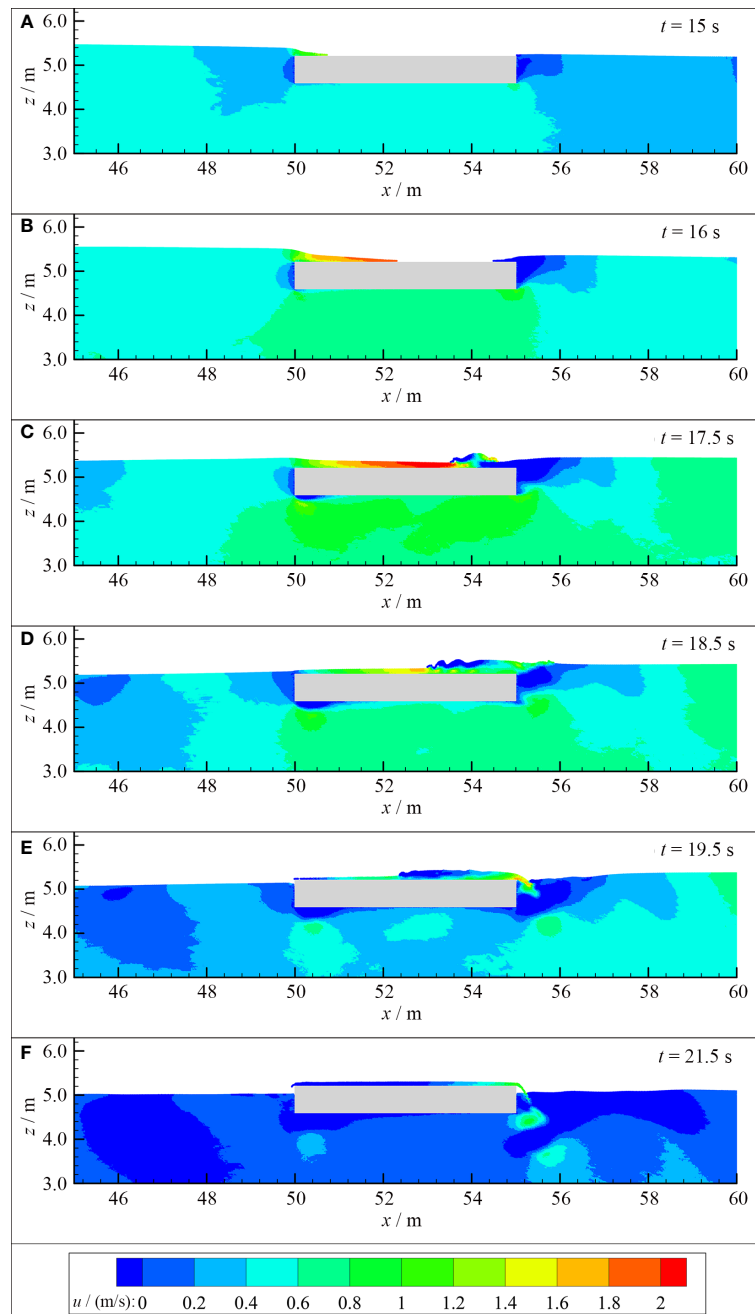 A
t = 15 s
6.0
5.0
4.0
3.0
z / m
46 48 50 52 54 56 58 60
x / m
B
t = 16 s
6.0
5.0
4.0
3.0
z / m
46 48 50 52 54 56 58 60
x / m
C
t = 17.5 s
6.0
5.0
4.0
3.0
z / m
46 48 50 52 54 56 58 60
x / m
D
t = 18.5 s
6.0
5.0
4.0
3.0
z / m
46 48 50 52 54 56 58 60
x / m
E
t = 19.5 s
6.0
5.0
4.0
3.0
z / m
46 48 50 52 54 56 58 60
x / m
F
t = 21.5 s
6.0
5.0
4.0
3.0
z / m
46 48 50 52 54 56 58 60
x / m
u / (m/s): 0 0.2 0.4 0.6 0.8 1 1.2 1.4 1.6 1.8 2